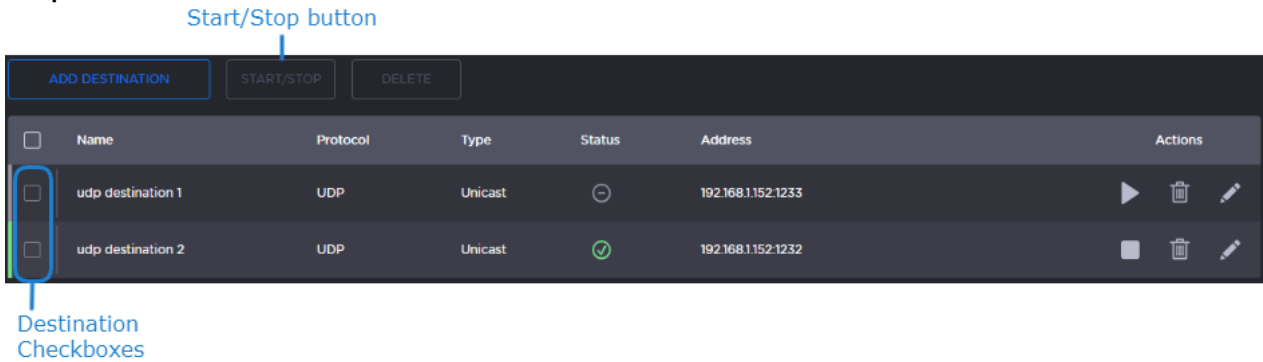 Start/Stop button
ADD DESTINATION START/STOP DELETE
Name Protocol Type Status Address Actions
udp destination 1 UDP Unicast 192.168.1.152:1233
udp destination 2 UDP Unicast 192.168.1.152:1232
Destination
Checkboxes